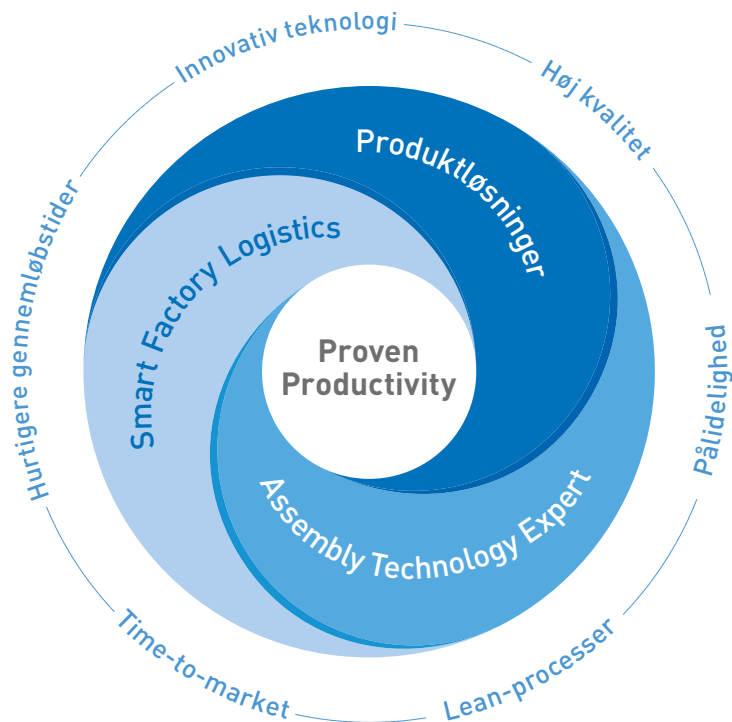 Innovativ teknologi
Høj kvalitet
Pålidelighed
Lean-processer
Time-to-market
Hurtigere gennemløbstider
Produktløsninger
Assembly Technology Expert
Smart Factory Logistics
Proven
Productivity